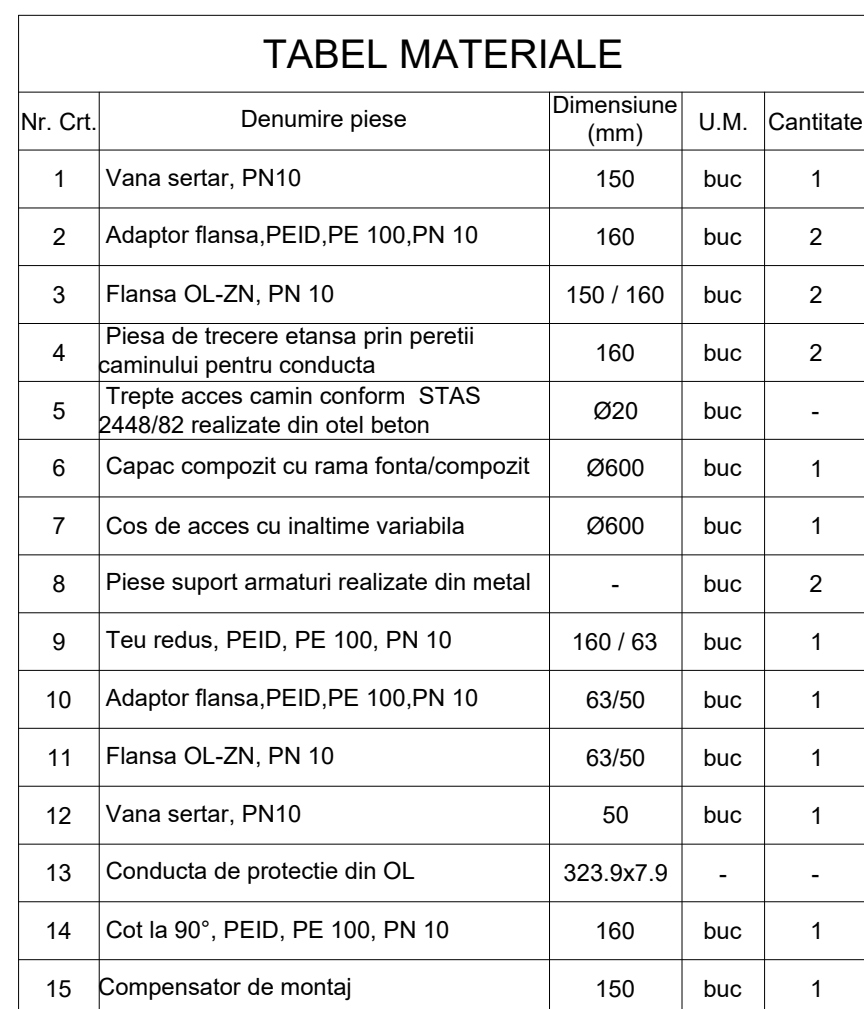 TABEL MATERIALE
Nr. Crt. Denumire piese Dimensiune (mm) U.M. Cantitate
1 Vana sertar, PN10 150 buc 1
2 Adaptor flansa,PEID,PE 100,PN 10 160 buc 2
3 Flansa OL-ZN, PN 10 150 / 160 buc 2
4 Piesa de trecere etansa prin peretii
caminului pentru conducta 160 buc 2
5 Trepte acces camin conform STAS
2448/82 realizate din otel beton Ø20 buc -
6 Capac compozit cu rama fonta/compozit Ø600 buc 1
7 Cos de acces cu inaltime variabila Ø600 buc 1
8 Piese suport armaturi realizate din metal - buc 2
9 Teu redus, PEID, PE 100, PN 10 160 / 63 buc 1
10 Adaptor flansa,PEID,PE 100,PN 10 63/50 buc 1
11 Flansa OL-ZN, PN 10 63/50 buc 1
12 Vana sertar, PN10 50 buc 1
13 Conducta de protectie din OL 323.9x7.9 - -
14 Cot la 90°, PEID, PE 100, PN 10 160 buc 1
15 Compensator de montaj 150 buc 1